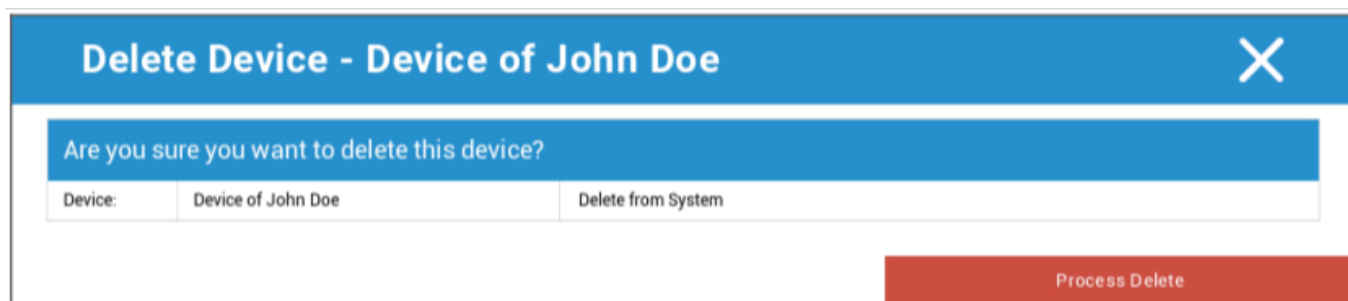 Delete Device - Device of John Doe
Are you sure you want to delete this device?
Device: Device of John Doe Delete from System
Process Delete